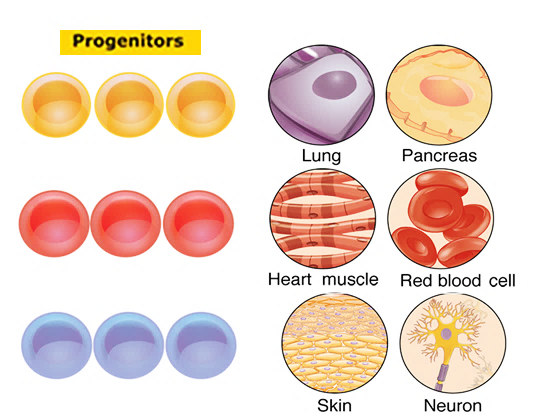 Progenitors
Lung
Pancreas
Heart muscle
Red blood cell
Skin
Neuron